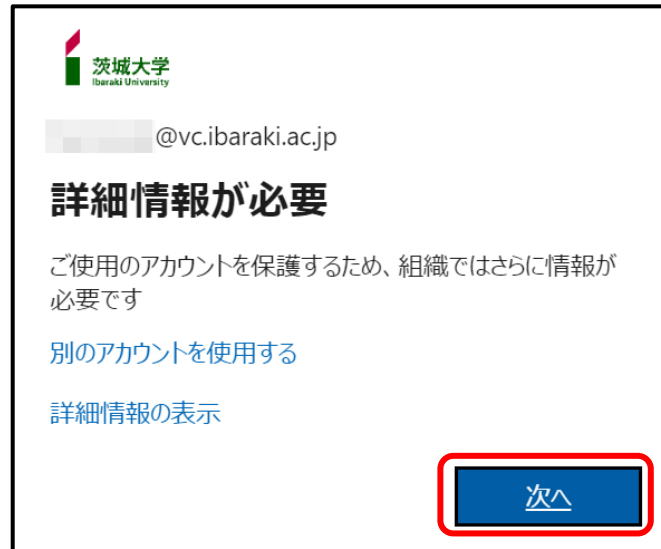 茨城大学
Ibaraki University
@vc.ibaraki.ac.jp
詳細情報が必要
ご使用のアカウントを保護するため、組織ではさらに情報が
必要です
別のアカウントを使用する
詳細情報の表示
次へ